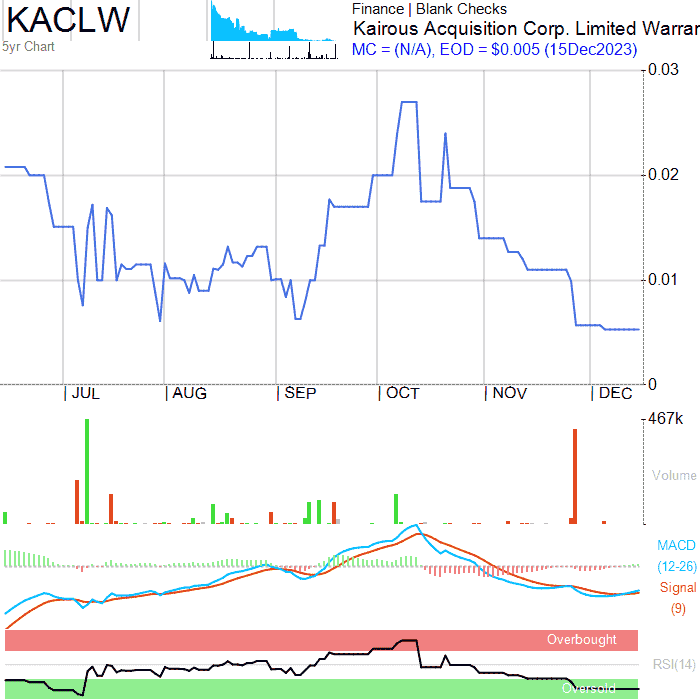 KACLW
5yr Chart
Finance | Blank Checks
Kairous Acquisition Corp. Limited Warran
MC = (N/A), EOD = $0.005 (15Dec2023)
0.03
0.02
0.01
0
JUL
AUG
SEP
OCT
NOV
DEC
467k
Volume
MACD
(12-26)
Signal
(9)
Overbought
RSI(14)
Oversold